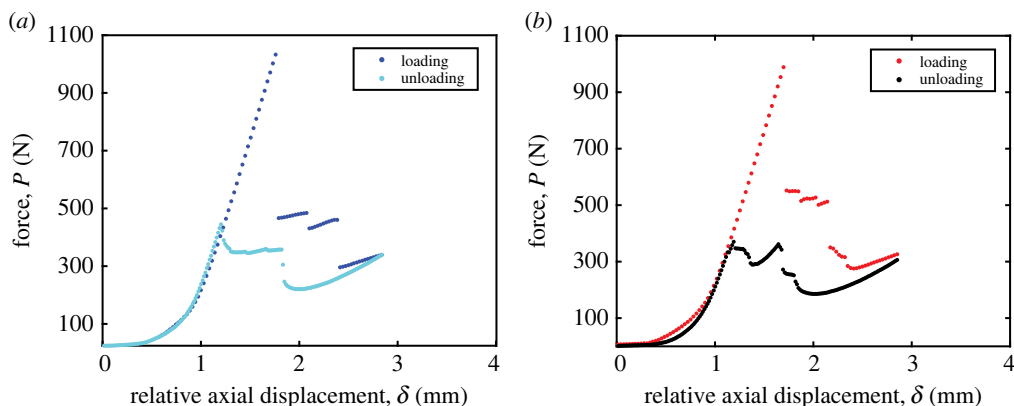 (a)
1100
900
700
500
300
100
0
1
2
3
4
force, P (N)
relative axial displacement, δ (mm)
loading
unloading
(b)
1100
900
700
500
300
100
0
1
2
3
4
force, P (N)
relative axial displacement, δ (mm)
loading
unloading